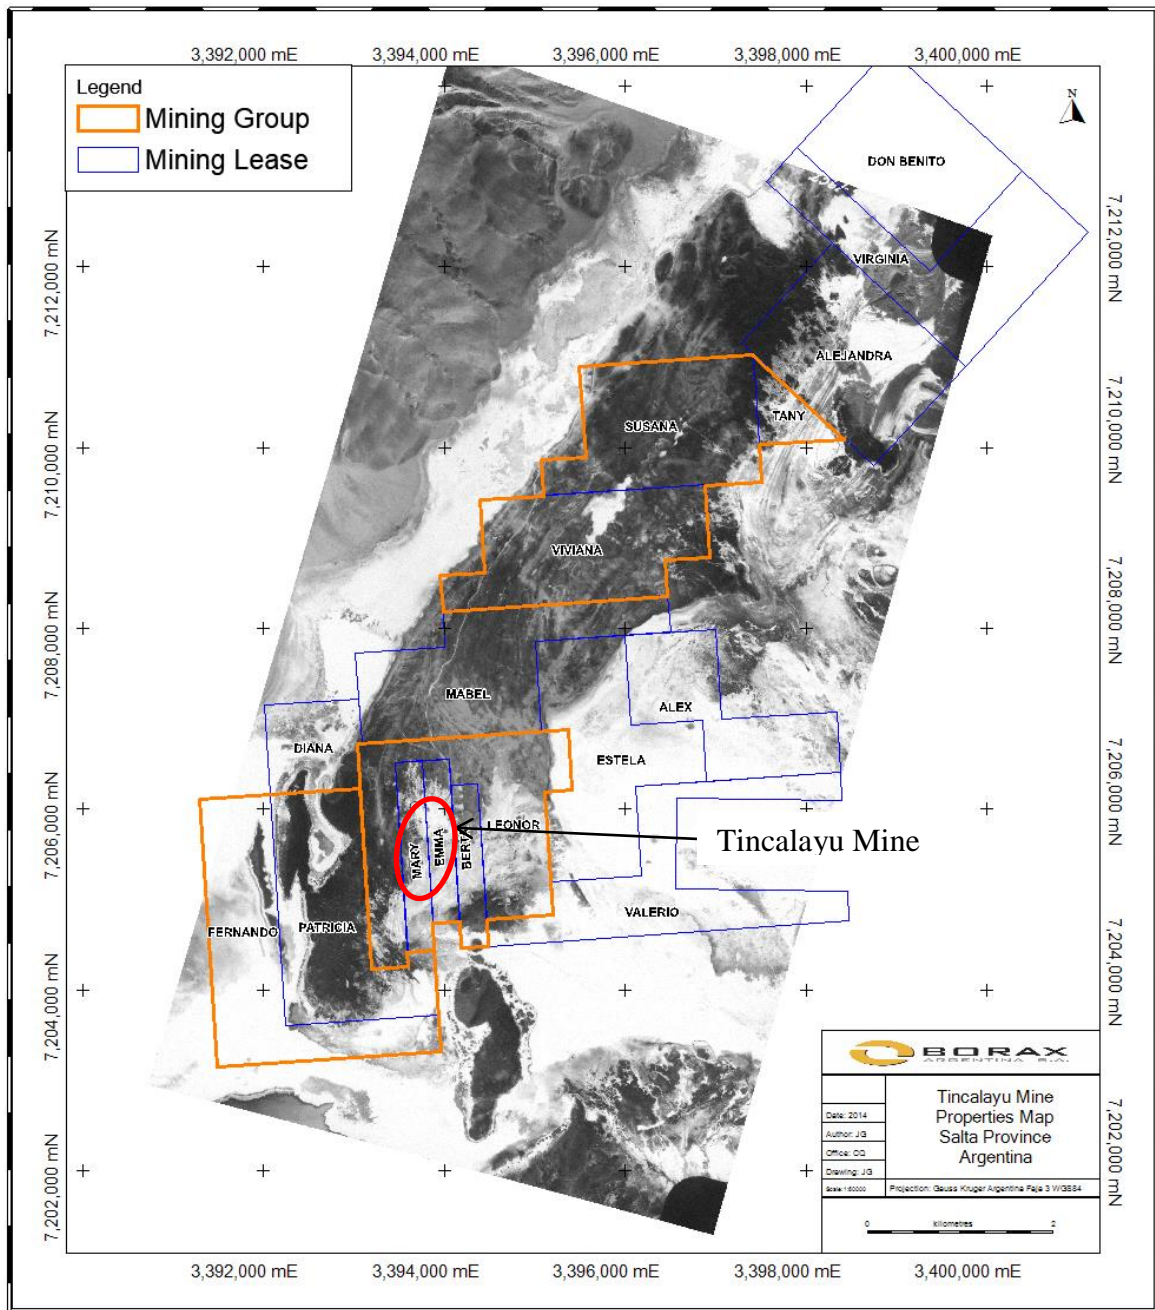 3,392,000 mE
3,394,000 mE
3,396,000 mE
3,398,000 mE
3,400,000 mE
Legend
Mining Group
Mining Lease
N
DON BENITO
7,212,000 mN
7,212,000 mN
VIRGINIA
ALEJANDRA
TANY
SUSANA
7,210,000 mN
7,210,000 mN
VIVIANA
7,208,000 mN
7,208,000 mN
MABEL
ALEX
DIANA
ESTELA
7,206,000 mN
7,206,000 mN
LEONOR
MARY
EMMA
BERTA
Tincalayu Mine
FERNANDO
PATRICIA
VALERIO
7,204,000 mN
7,204,000 mN
BORAX
ARGENTINA S.A.
Tincalayu Mine
Properties Map
Salta Province
Argentina
Date: 2014
Author: JG
Office: OQ
Drawing: JG
Scale: 1:60000
Projection: Gauss Kruger Argentina Faja 3 WGS84
7,202,000 mN
7,202,000 mN
0 kilometres 2
3,392,000 mE
3,394,000 mE
3,396,000 mE
3,398,000 mE
3,400,000 mE